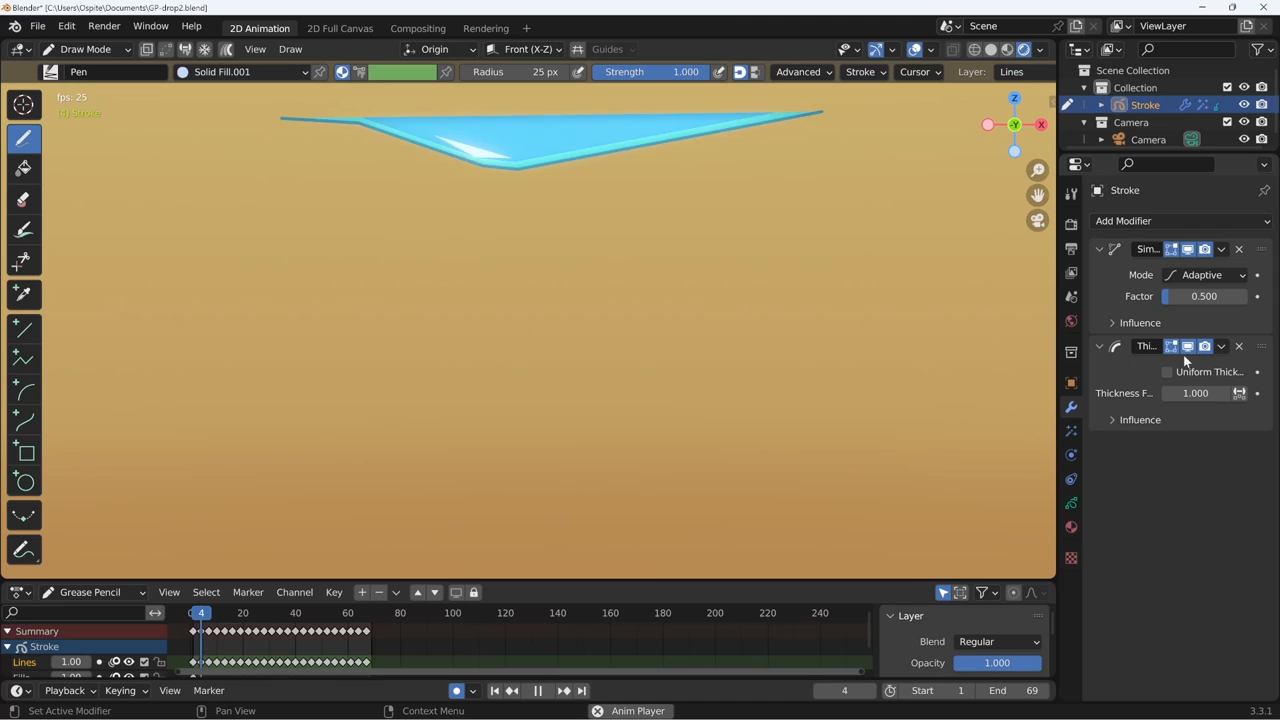 Blender* [C:\Users\Ospite\Documents\GP-drop2.blend]
File Edit Render Window Help 2D Animation 2D Full Canvas Compositing Rendering + Scene ViewLayer
Draw Mode View Draw Origin Front (X-Z) Guides
Pen Solid Fill.001 Radius 25 px Strength 1.000 Advanced Stroke Cursor Layer: Lines
fps: 25
(4) Stroke
Z
-Y
X
Scene Collection
Collection
Stroke
Camera
Camera
Stroke
Add Modifier
Sim...
Mode Adaptive
Factor 0.500
Influence
Thi...
Uniform Thick...
Thickness F... 1.000
Influence
Grease Pencil View Select Marker Channel Key
4 20 40 60 80 100 120 140 160 180 200 220 240
Summary
Stroke
Lines 1.00
Layer
Blend Regular
Opacity 1.000
Playback Keying View Marker 4 Start 1 End 69
Set Active Modifier Pan View Context Menu Anim Player 3.3.1